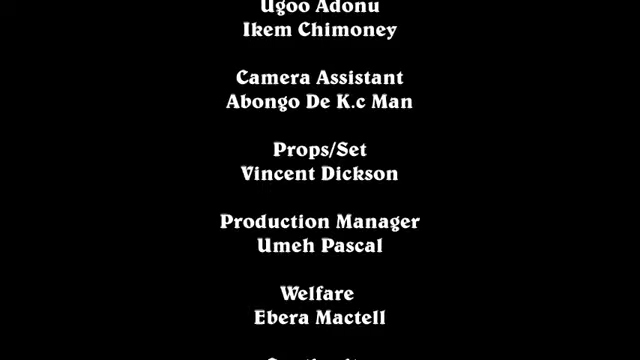 Ugoo Adonu
Ikem Chimoney
Camera Assistant
Abongo De K.c Man
Props/Set
Vincent Dickson
Production Manager
Umeh Pascal
Welfare
Ebera Mactell